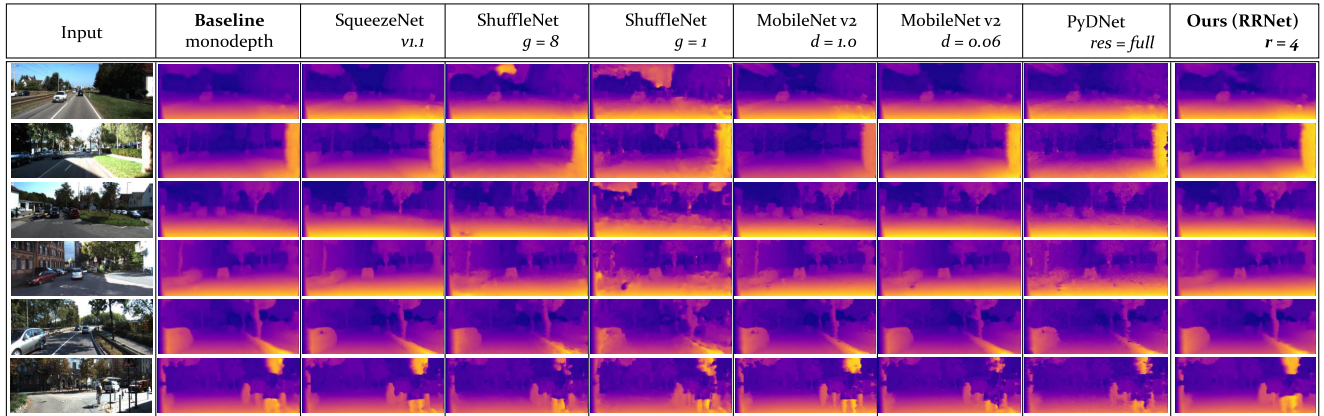 Input
Baseline
monodepth
SqueezeNet
v1.1
ShuffleNet
g = 8
ShuffleNet
g = 1
MobileNet v2
d = 1.0
MobileNet v2
d = 0.06
PyDNet
res = full
Ours (RRNet)
r = 4